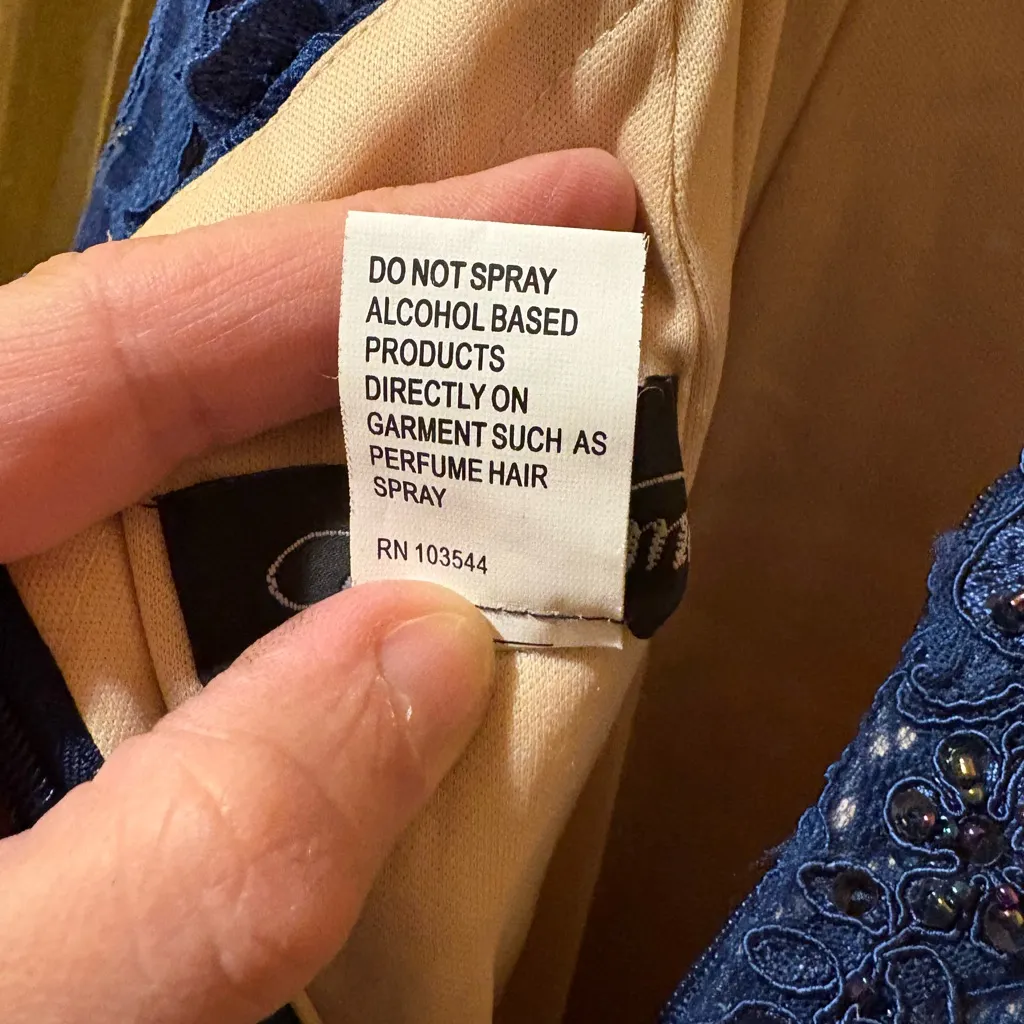 DO NOT SPRAY
ALCOHOL BASED
PRODUCTS
DIRECTLY ON
GARMENT SUCH AS
PERFUME HAIR
SPRAY
RN 103544